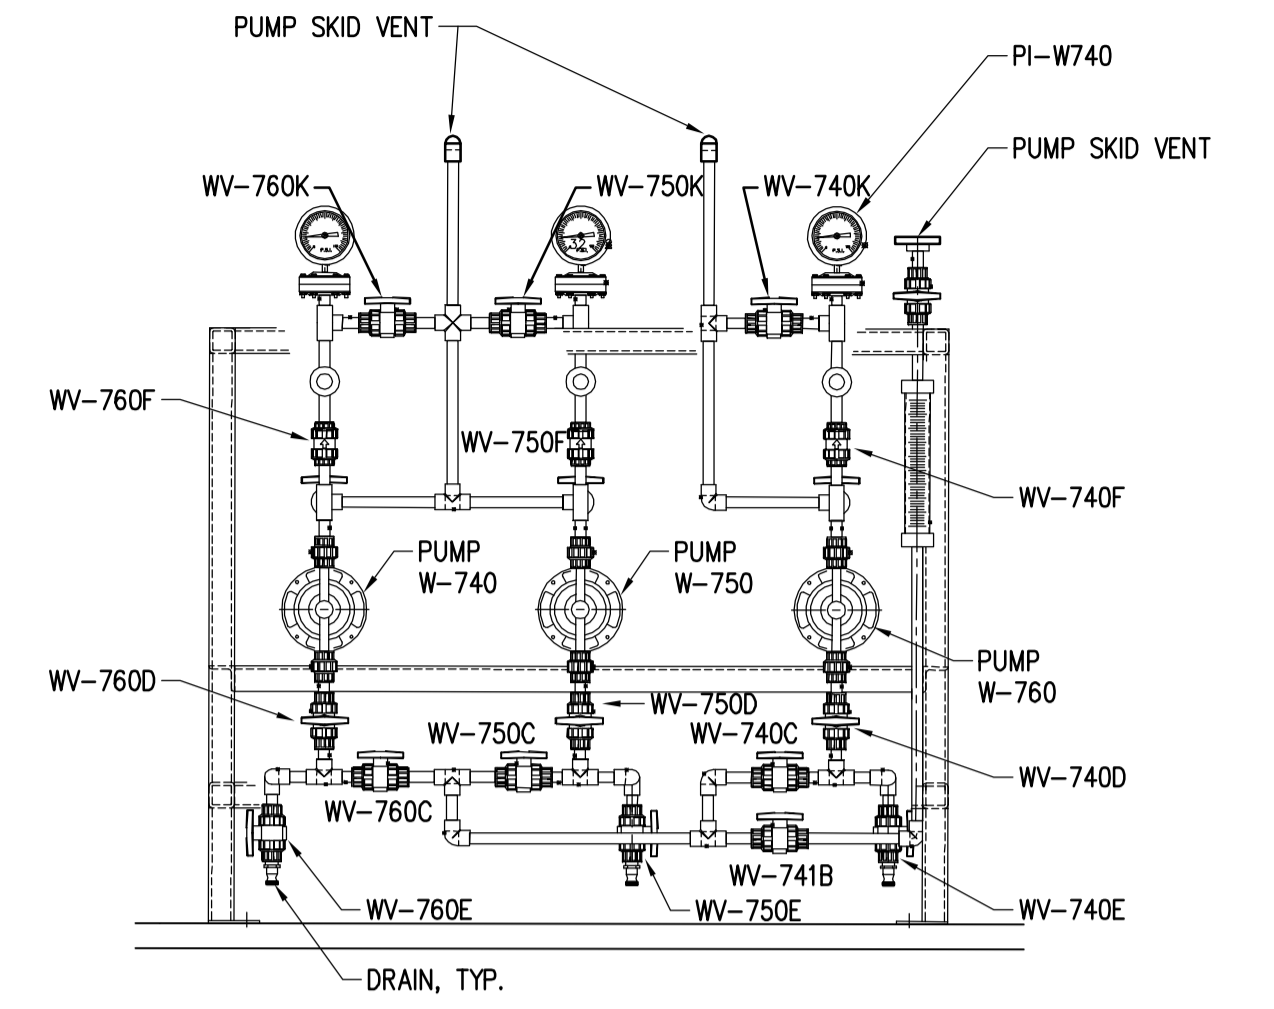 PUMP SKID VENT
PI-W740
PUMP SKID VENT
WV-760K
WV-750K
WV-740K
P.S.I.
32
P.S.I.
WV-760F
WV-750F
WV-740F
PUMP
W-740
PUMP
W-750
PUMP
W-760
WV-760D
WV-750D
WV-750C
WV-740C
WV-740D
WV-760C
WV-741B
WV-760E
WV-750E
WV-740E
DRAIN, TYP.